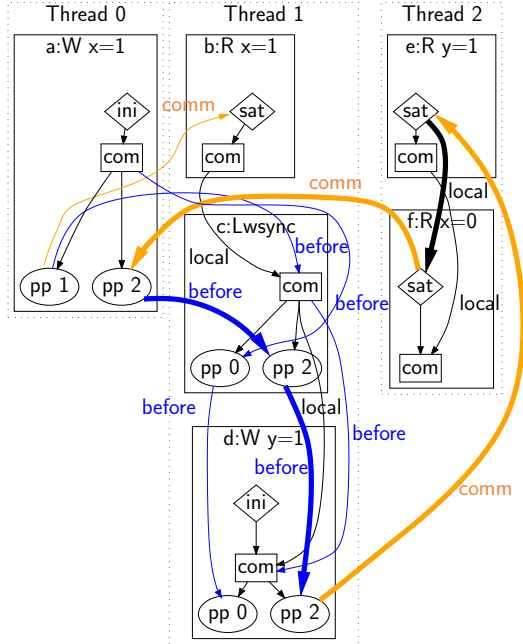 Thread 0
Thread 1
Thread 2
a:W x=1
b:R x=1
e:R y=1
ini
comm
sat
sat
com
com
com
local
comm
f:R x=0
c:Lwsync
before
local
pp 1
pp 2
before
com
before
sat
local
pp 0
pp 2
com
before
local
before
d:W y=1
before
comm
ini
com
pp 0
pp 2